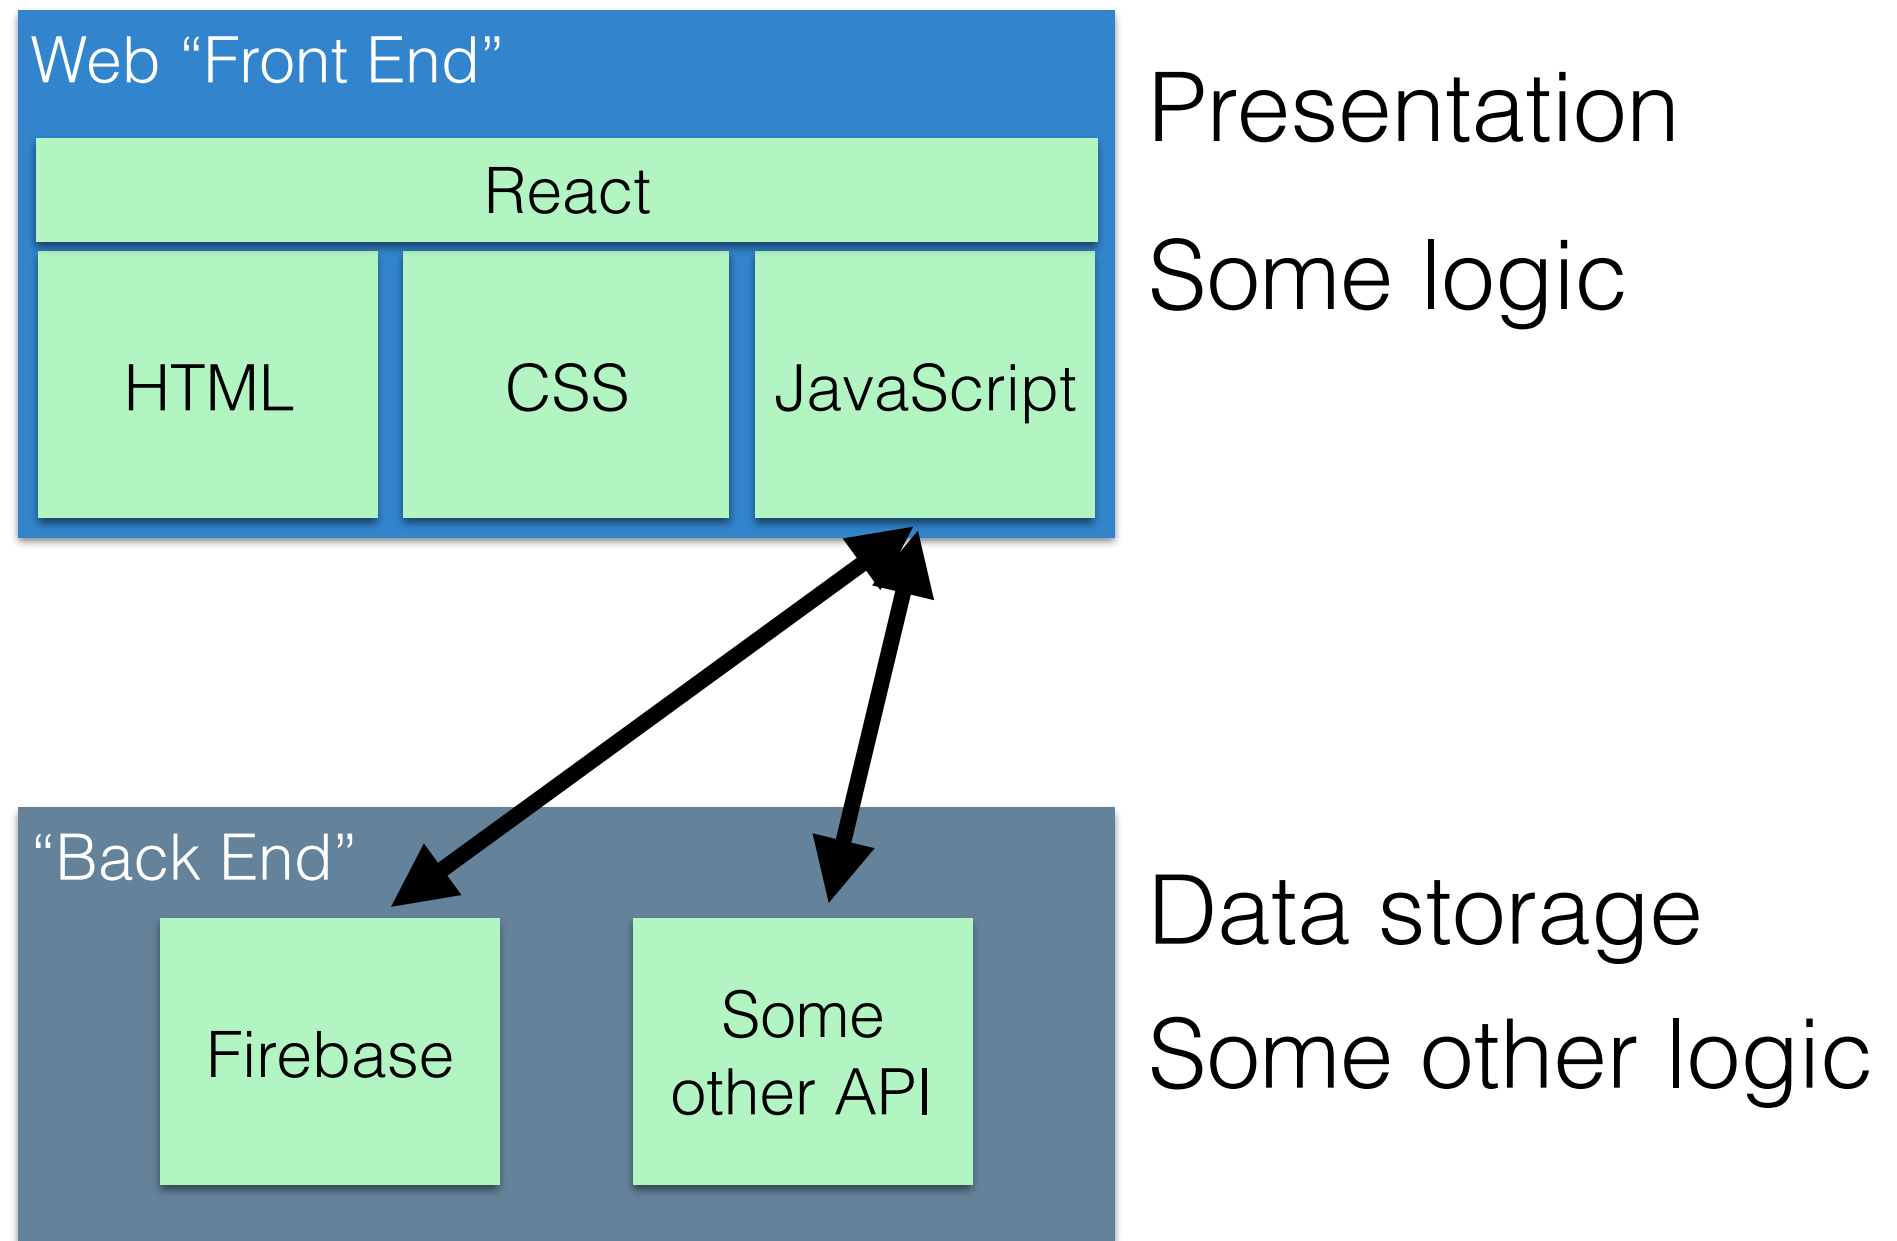 Web “Front End”
React
HTML
CSS
JavaScript
Presentation
Some logic
“Back End”
Firebase
Some
other API
Data storage
Some other logic